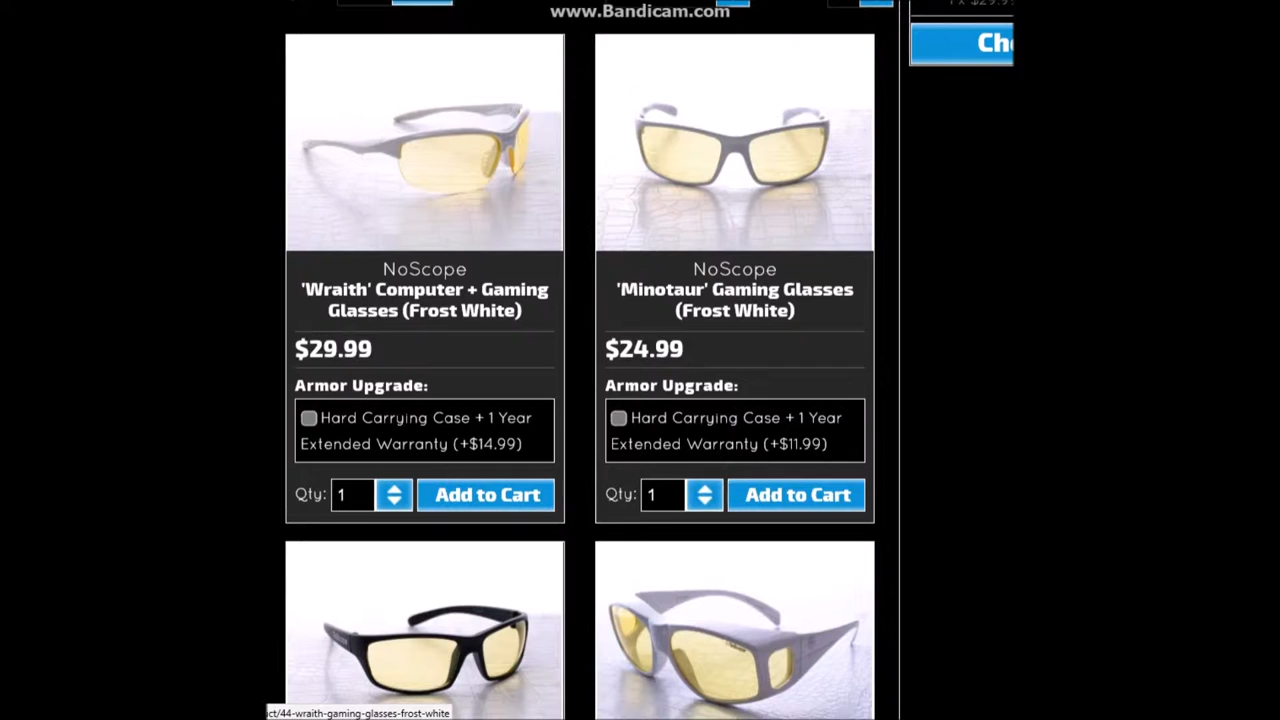 www.Bandicam.com
Che
NoScope
'Wraith' Computer + Gaming
Glasses (Frost White)
$29.99
Armor Upgrade:
Hard Carrying Case + 1 Year
Extended Warranty (+$14.99)
Qty: 1
Add to Cart
NoScope
'Minotaur' Gaming Glasses
(Frost White)
$24.99
Armor Upgrade:
Hard Carrying Case + 1 Year
Extended Warranty (+$11.99)
Qty: 1
Add to Cart
ct/44-wraith-gaming-glasses-frost-white